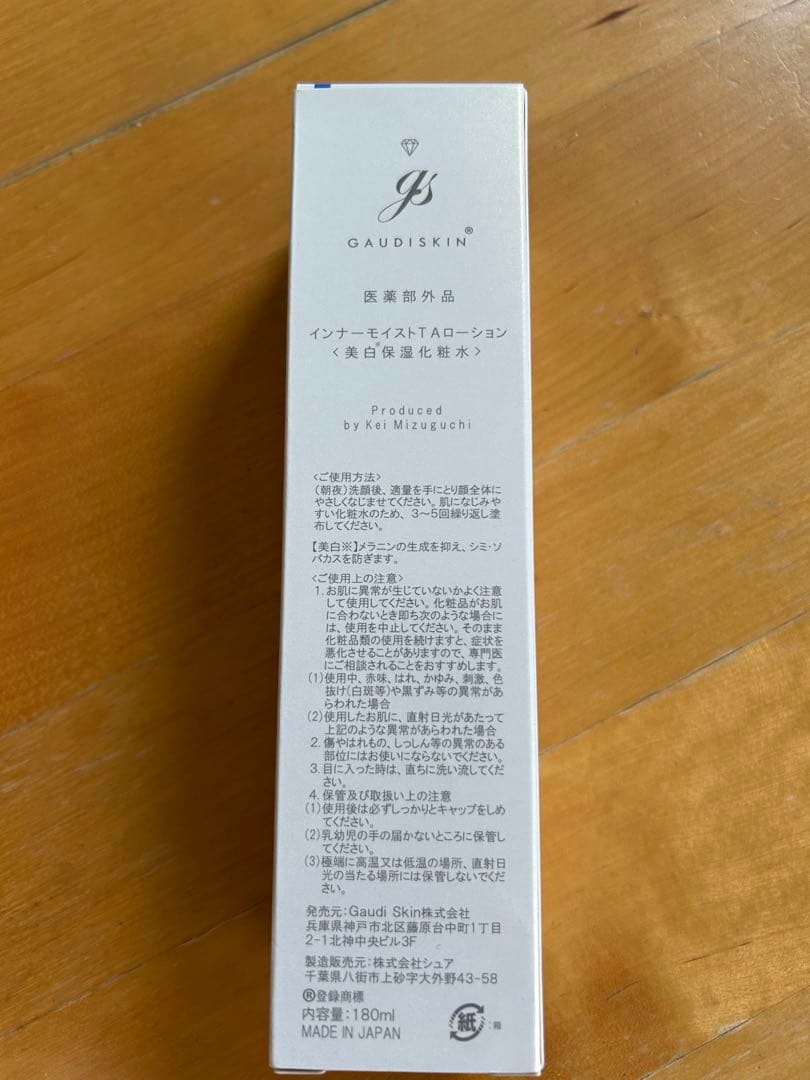 gs
GAUDISKIN®
医薬部外品
インナーモイストTAローション
〈美白※保湿化粧水〉
Produced
by Kei Mizuguchi
〈ご使用方法〉
（朝夜）洗顔後、適量を手にとり顔全体に
やさしくなじませてください。肌になじみや
すい化粧水のため、3～5回繰り返し塗
布してください。
【美白※】メラニンの生成を抑え、シミ・ソ
バカスを防ぎます。
〈ご使用上の注意〉
1. お肌に異常が生じていないかよく注意
して使用してください。化粧品がお肌
に合わないとき即ち次のような場合に
は、使用を中止してください。そのまま
化粧品類の使用を続けますと、症状を
悪化させることがありますので、専門医
にご相談されることをおすすめします。
(1)使用中、赤味、はれ、かゆみ、刺激、色
抜け(白斑等)や黒ずみ等の異常があ
らわれた場合
(2)使用したお肌に、直射日光があたって
上記のような異常があらわれた場合
2. 傷やはれもの、しっしん等の異常のある
部位にはお使いにならないでください。
3. 目に入った時は、直ちに洗い流してくだ
さい。
4. 保管及び取扱い上の注意
(1)使用後は必ずしっかりとキャップをしめ
てください。
(2)乳幼児の手の届かないところに保管し
てください。
(3)極端に高温又は低温の場所、直射日
光の当たる場所には保管しないでくだ
さい。
発売元：Gaudi Skin株式会社
兵庫県神戸市北区藤原台中町1丁目
2-1北神中央ビル3F
製造販売元：株式会社シュア
千葉県八街市上砂字大外野43-58
®登録商標
内容量：180ml
MADE IN JAPAN
紙：箱